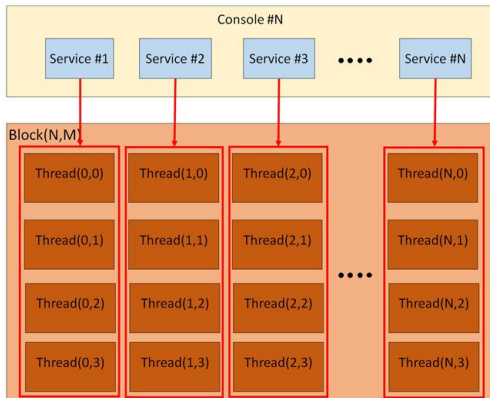 Console #N
Service #1 Service #2 Service #3 Service #N
Block(N,M)
Thread(0,0) Thread(1,0) Thread(2,0) Thread(N,0)
Thread(0,1) Thread(1,1) Thread(2,1) Thread(N,1)
Thread(0,2) Thread(1,2) Thread(2,2) Thread(N,2)
Thread(0,3) Thread(1,3) Thread(2,3) Thread(N,3)